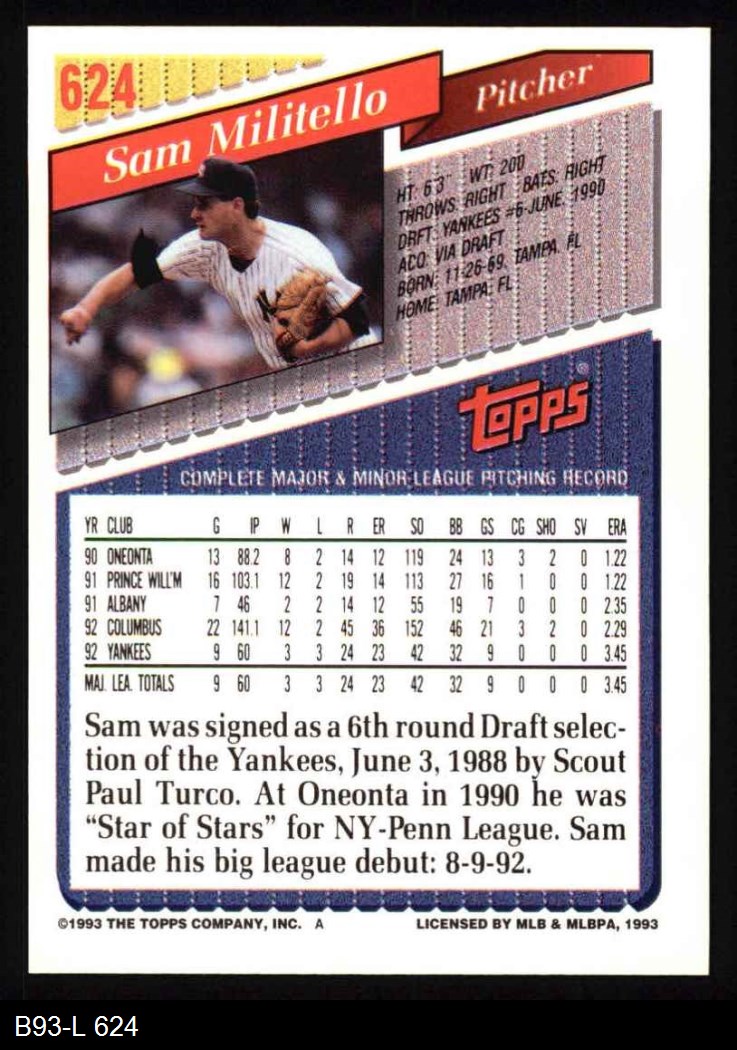 624
Sam Militello
Pitcher
HT: 6'3" WT: 200
THROWS: RIGHT BATS: RIGHT
DRFT: YANKEES #6-JUNE, 1990
ACQ: VIA DRAFT
BORN: 11-26-69, TAMPA, FL
HOME: TAMPA, FL
TOPPS®
COMPLETE MAJOR & MINOR LEAGUE PITCHING RECORD
YR CLUB G IP W L R ER SO BB GS CG SHO SV ERA
90 ONEONTA 13 88.2 8 2 14 12 119 24 13 3 2 0 1.22
91 PRINCE WILL'M 16 103.1 12 2 19 14 113 27 16 1 0 0 1.22
91 ALBANY 7 46 2 2 14 12 55 19 7 0 0 0 2.35
92 COLUMBUS 22 141.1 12 2 45 36 152 46 21 3 2 0 2.29
92 YANKEES 9 60 3 3 24 23 42 32 9 0 0 0 3.45
MAJ. LEA. TOTALS 9 60 3 3 24 23 42 32 9 0 0 0 3.45
Sam was signed as a 6th round Draft selec-
tion of the Yankees, June 3, 1988 by Scout
Paul Turco. At Oneonta in 1990 he was
“Star of Stars” for NY-Penn League. Sam
made his big league debut: 8-9-92.
©1993 THE TOPPS COMPANY, INC. A LICENSED BY MLB & MLBPA, 1993
B93-L 624